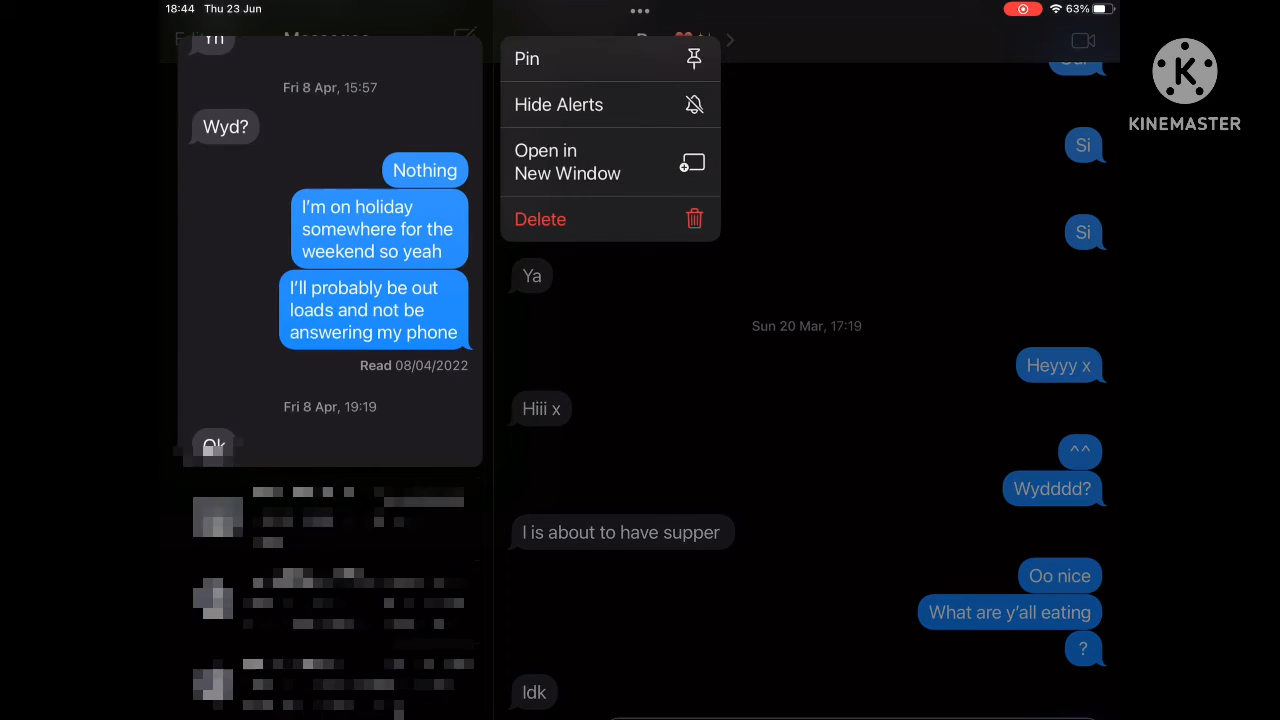 18:44 Thu 23 Jun
63%
Messages
Fri 8 Apr, 15:57
Wyd?
Nothing
I'm on holiday
somewhere for the
weekend so yeah
I'll probably be out
loads and not be
answering my phone
Read 08/04/2022
Fri 8 Apr, 19:19
Ok
Pin
Hide Alerts
Open in
New Window
Delete
Si
Si
Ya
Sun 20 Mar, 17:19
Heyyy x
Hiii x
^^
Wydddd?
I is about to have supper
Oo nice
What are y'all eating
?
Idk
K
KINEMASTER